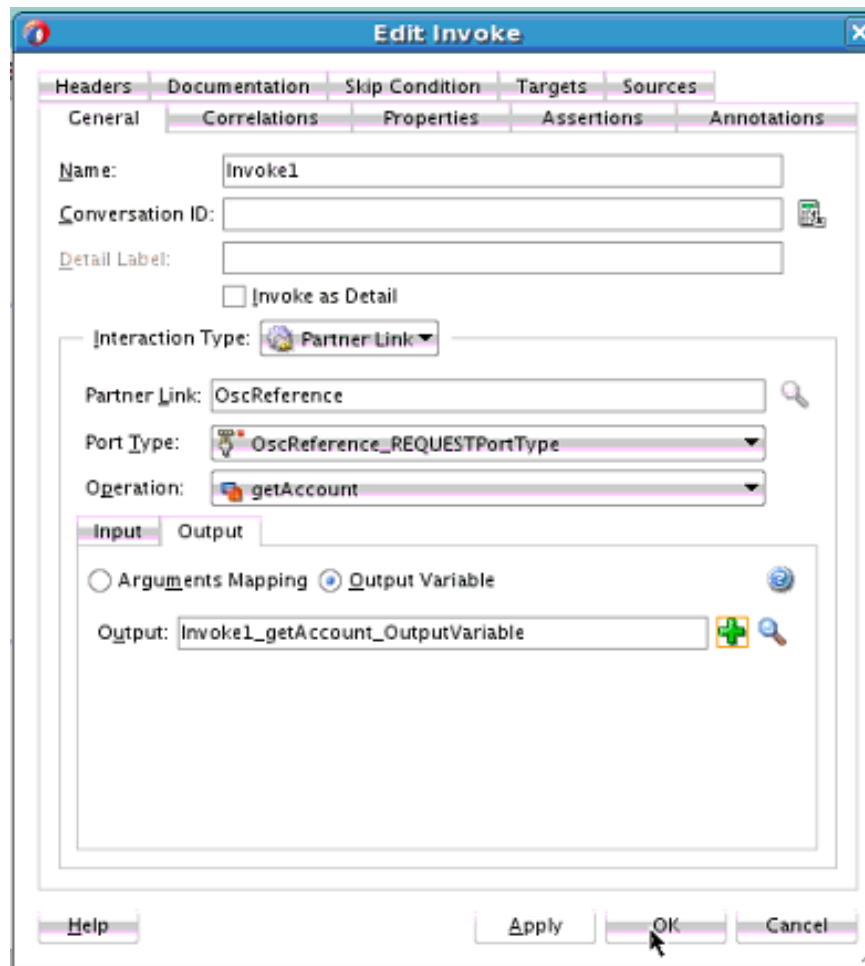 Edit Invoke
Headers Documentation Skip Condition Targets Sources
General Correlations Properties Assertions Annotations
Name: Invoke1
Conversation ID:
Detail Label:
Invoke as Detail
Interaction Type: Partner Link
Partner Link: OscReference
Port Type: OscReference_REQUESTPortType
Operation: getAccount
Input Output
Arguments Mapping Output Variable
Output: Invoke1_getAccount_OutputVariable
Help Apply OK Cancel